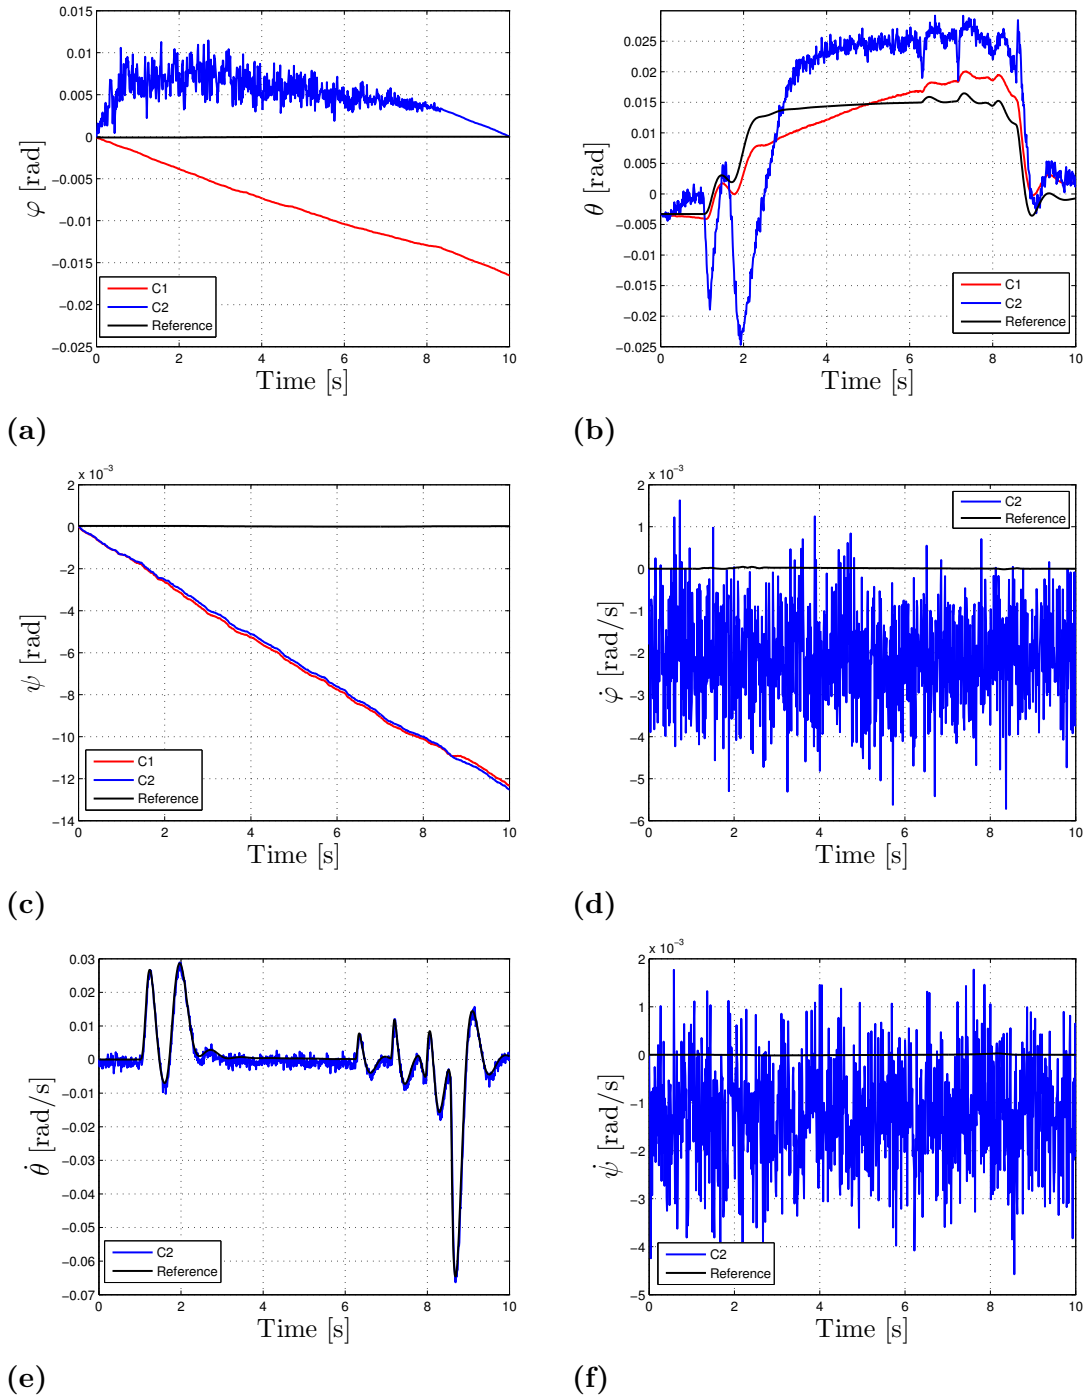 0.015
0.01
0.005
0
−0.005
−0.01
−0.015
−0.02
−0.025
0 2 4 6 8 10
φ [rad]
Time [s]
C1
C2
Reference
(a)
0.025
0.02
0.015
0.01
0.005
0
−0.005
−0.01
−0.015
−0.02
−0.025
0 2 4 6 8 10
θ [rad]
Time [s]
C1
C2
Reference
(b)
x 10⁻³
2
0
−2
−4
−6
−8
−10
−12
−14
0 2 4 6 8 10
ψ [rad]
Time [s]
C1
C2
Reference
(c)
x 10⁻³
2
1
0
−1
−2
−3
−4
−5
−6
0 2 4 6 8 10
φ̇ [rad/s]
Time [s]
C2
Reference
(d)
0.03
0.02
0.01
0
−0.01
−0.02
−0.03
−0.04
−0.05
−0.06
−0.07
0 2 4 6 8 10
θ̇ [rad/s]
Time [s]
C2
Reference
(e)
x 10⁻³
2
1
0
−1
−2
−3
−4
−5
0 2 4 6 8 10
ψ̇ [rad/s]
Time [s]
C2
Reference
(f)